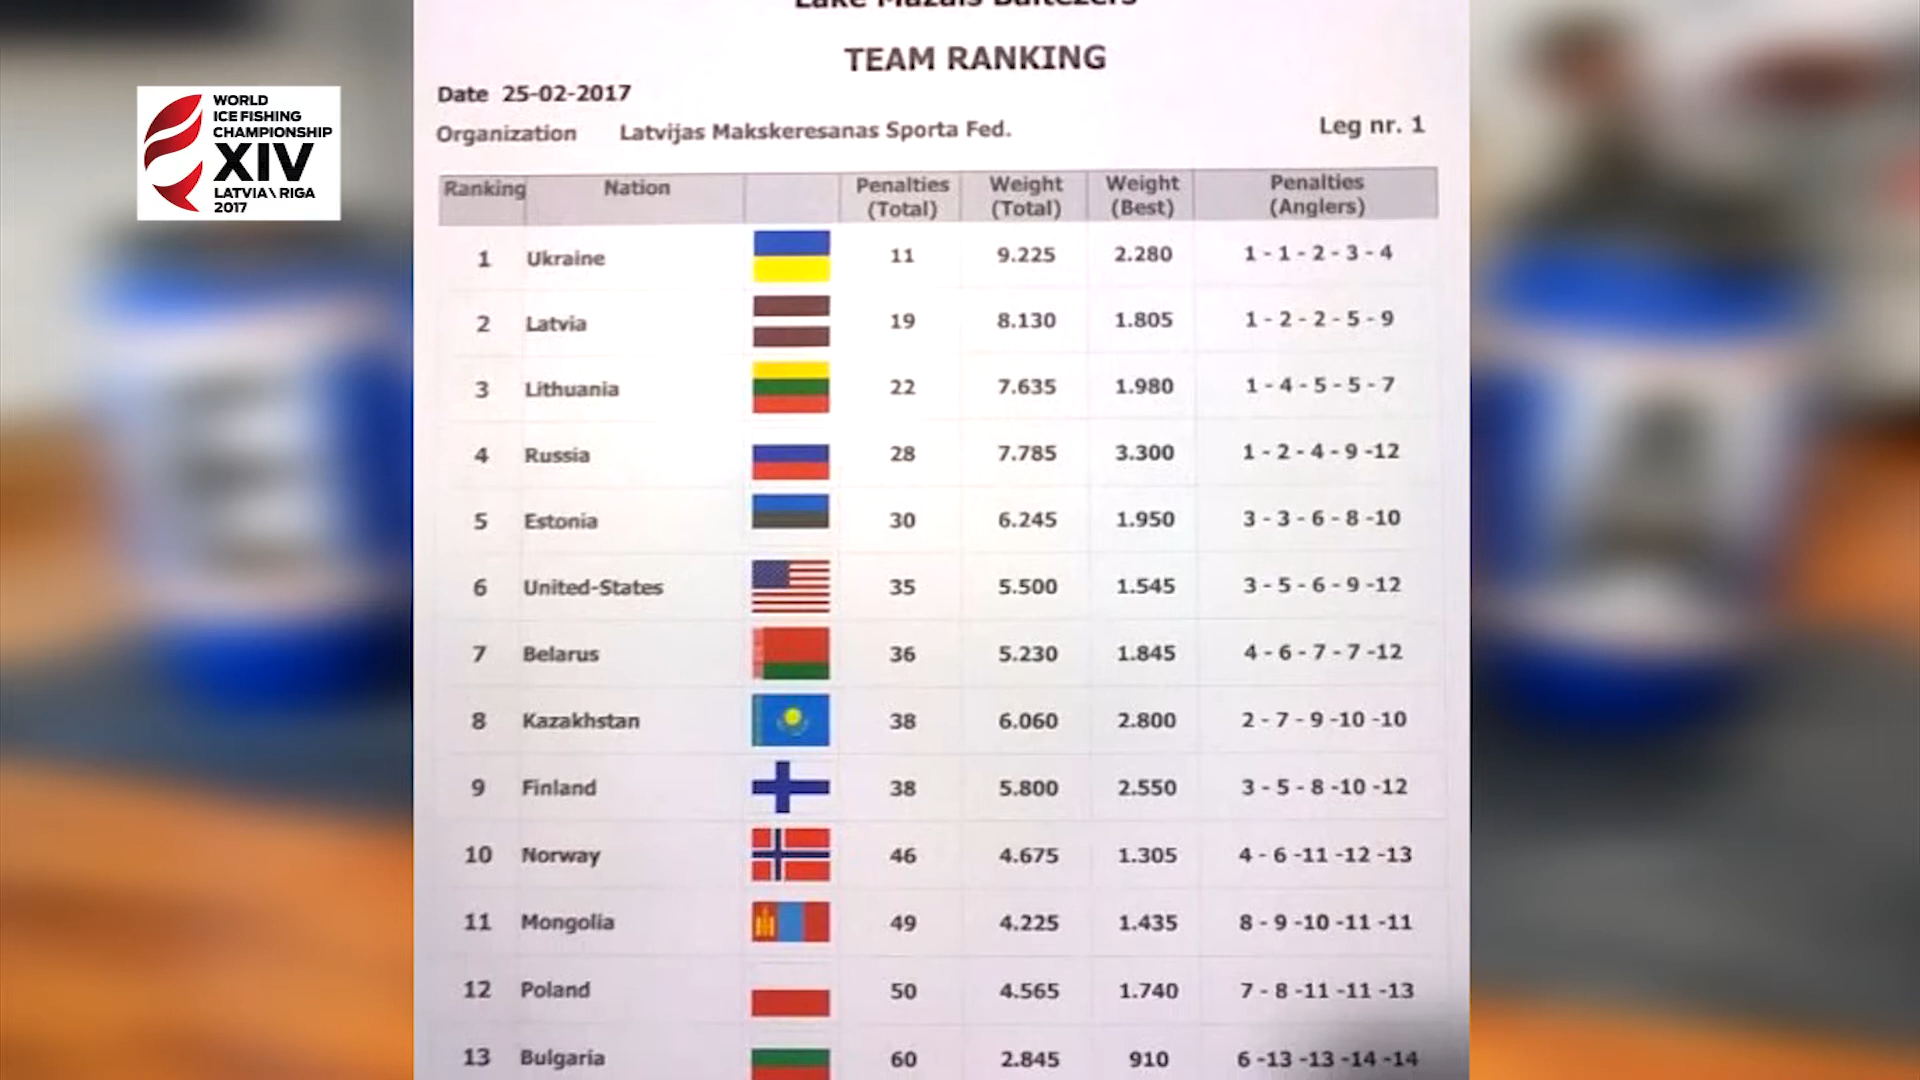 Lake Mazais Baltezers
TEAM RANKING
Date 25-02-2017
Organization Latvijas Makskeresanas Sporta Fed. Leg nr. 1
WORLD
ICE FISHING
CHAMPIONSHIP
XIV
LATVIA\RIGA
2017
Ranking Nation Penalties (Total) Weight (Total) Weight (Best) Penalties (Anglers)
1 Ukraine 11 9.225 2.280 1 - 1 - 2 - 3 - 4
2 Latvia 19 8.130 1.805 1 - 2 - 2 - 5 - 9
3 Lithuania 22 7.635 1.980 1 - 4 - 5 - 5 - 7
4 Russia 28 7.785 3.300 1 - 2 - 4 - 9 -12
5 Estonia 30 6.245 1.950 3 - 3 - 6 - 8 -10
6 United-States 35 5.500 1.545 3 - 5 - 6 - 9 -12
7 Belarus 36 5.230 1.845 4 - 6 - 7 - 7 -12
8 Kazakhstan 38 6.060 2.800 2 - 7 - 9 -10 -10
9 Finland 38 5.800 2.550 3 - 5 - 8 -10 -12
10 Norway 46 4.675 1.305 4 - 6 -11 -12 -13
11 Mongolia 49 4.225 1.435 8 - 9 -10 -11 -11
12 Poland 50 4.565 1.740 7 - 8 -11 -11 -13
13 Bulgaria 60 2.845 910 6 -13 -13 -14 -14